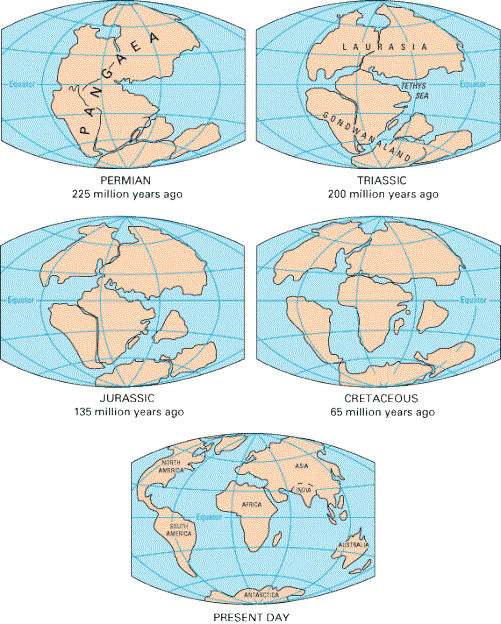 PANGAEA
Equator
PERMIAN
225 million years ago
LAURASIA
TETHYS
SEA
Equator
GONDWANALAND
TRIASSIC
200 million years ago
Equator
JURASSIC
135 million years ago
Equator
CRETACEOUS
65 million years ago
NORTH
AMERICA
ASIA
INDIA
AFRICA
Equator
SOUTH
AMERICA
AUSTRALIA
ANTARCTICA
PRESENT DAY